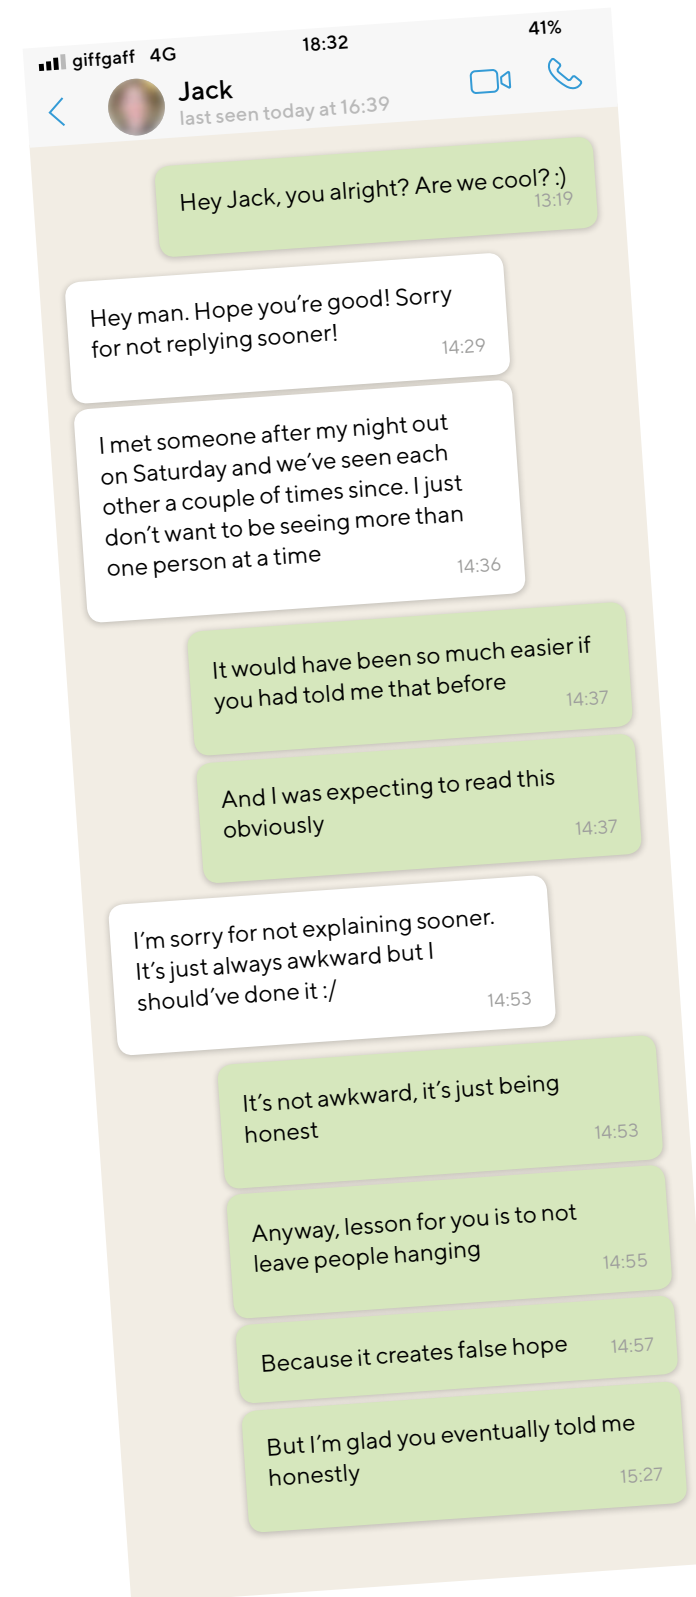 giffgaff 4G 18:32 41%
Jack
last seen today at 16:39
Hey Jack, you alright? Are we cool? :)
13:19
Hey man. Hope you're good! Sorry
for not replying sooner!
14:29
I met someone after my night out
on Saturday and we've seen each
other a couple of times since. I just
don't want to be seeing more than
one person at a time
14:36
It would have been so much easier if
you had told me that before
14:37
And I was expecting to read this
obviously
14:37
I'm sorry for not explaining sooner.
It's just always awkward but I
should've done it :/
14:53
It's not awkward, it's just being
honest
14:53
Anyway, lesson for you is to not
leave people hanging
14:55
Because it creates false hope
14:57
But I'm glad you eventually told me
honestly
15:27